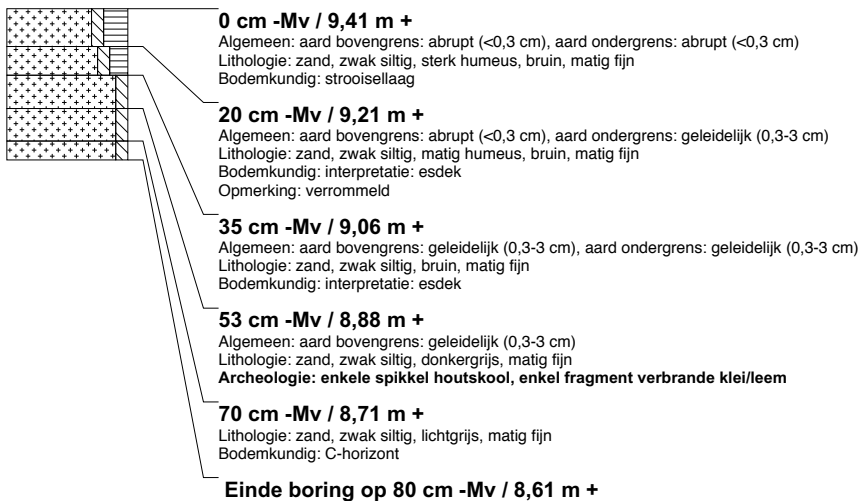 0 cm -Mv / 9,41 m +
Algemeen: aard bovengrens: abrupt (<0,3 cm), aard ondergrens: abrupt (<0,3 cm)
Lithologie: zand, zwak siltig, sterk humeus, bruin, matig fijn
Bodemkundig: strooisellaag
20 cm -Mv / 9,21 m +
Algemeen: aard bovengrens: abrupt (<0,3 cm), aard ondergrens: geleidelijk (0,3-3 cm)
Lithologie: zand, zwak siltig, matig humeus, bruin, matig fijn
Bodemkundig: interpretatie: esdek
Opmerking: verrommeld
35 cm -Mv / 9,06 m +
Algemeen: aard bovengrens: geleidelijk (0,3-3 cm), aard ondergrens: geleidelijk (0,3-3 cm)
Lithologie: zand, zwak siltig, bruin, matig fijn
Bodemkundig: interpretatie: esdek
53 cm -Mv / 8,88 m +
Algemeen: aard bovengrens: geleidelijk (0,3-3 cm)
Lithologie: zand, zwak siltig, donkergrijs, matig fijn
Archeologie: enkele spikkel houtskool, enkel fragment verbrande klei/leem
70 cm -Mv / 8,71 m +
Lithologie: zand, zwak siltig, lichtgrijs, matig fijn
Bodemkundig: C-horizont
Einde boring op 80 cm -Mv / 8,61 m +